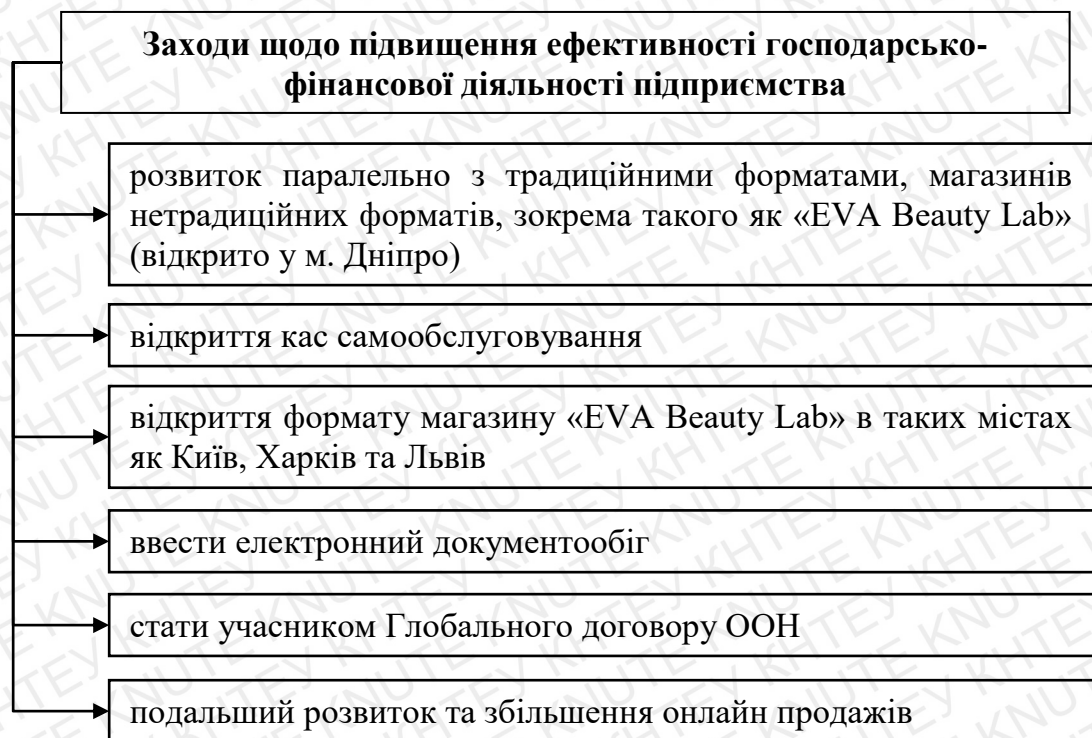 Заходи щодо підвищення ефективності господарсько-
фінансової діяльності підприємства
розвиток паралельно з традиційними форматами, магазинів
нетрадиційних форматів, зокрема такого як «EVA Beauty Lab»
(відкрито у м. Дніпро)
відкриття кас самообслуговування
відкриття формату магазину «EVA Beauty Lab» в таких містах
як Київ, Харків та Львів
ввести електронний документообіг
стати учасником Глобального договору ООН
подальший розвиток та збільшення онлайн продажів